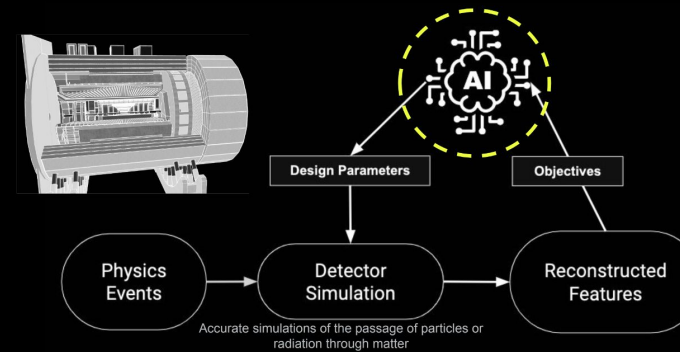 AI
Design Parameters
Objectives
Physics
Events
Detector
Simulation
Reconstructed
Features
Accurate simulations of the passage of particles or
radiation through matter